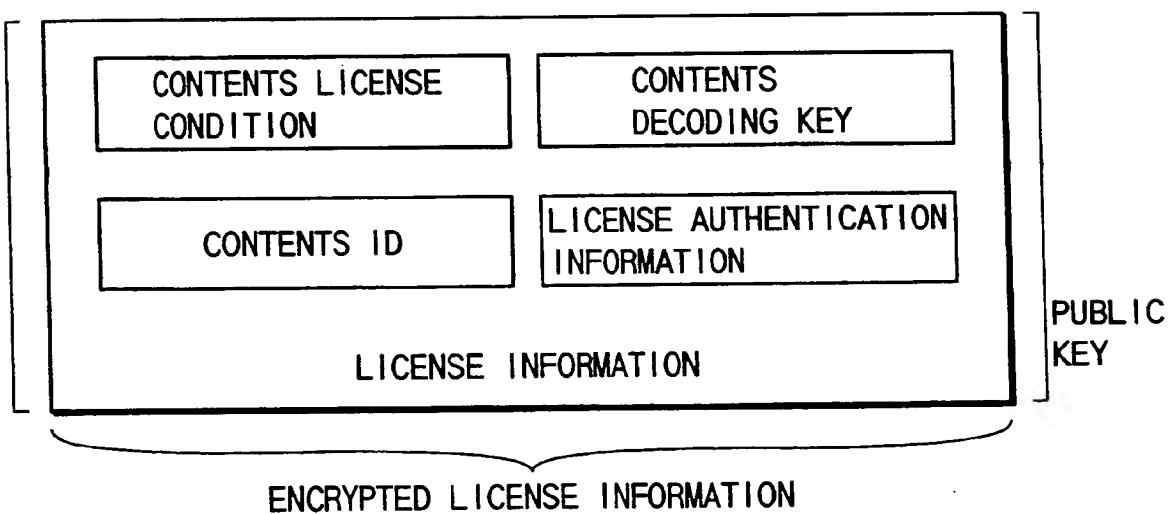 CONTENTS LICENSE
CONDITION
CONTENTS
DECODING KEY
CONTENTS ID
LICENSE AUTHENTICATION
INFORMATION
LICENSE INFORMATION
PUBLIC
KEY
ENCRYPTED LICENSE INFORMATION